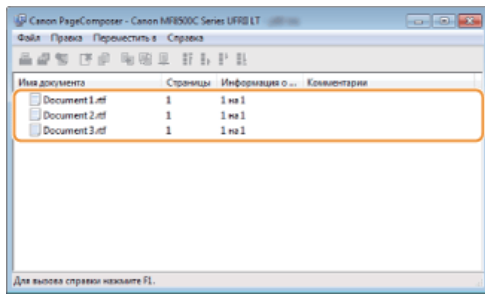 Canon PageComposer - Canon MF8500C Series UFRII LT
Файл Правка Переместить в Справка
Имя документа Страницы Информация о ... Комментарии
Document 1.rtf 1 1 на 1
Document 2.rtf 1 1 на 1
Document 3.rtf 1 1 на 1
Для вызова справки нажмите F1.